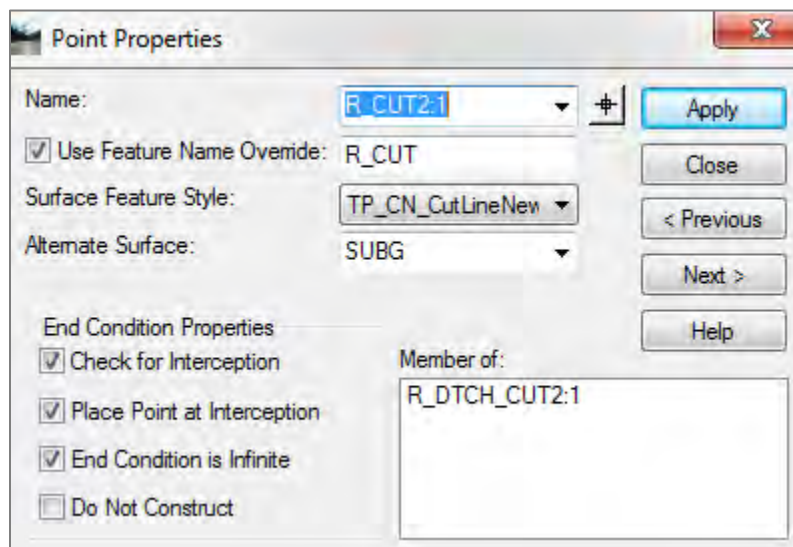 Point Properties
Name: R_CUT2:1
Apply
Use Feature Name Override: R_CUT
Close
Surface Feature Style: TP_CN_CutLineNew
< Previous
Alternate Surface: SUBG
Next >
Help
End Condition Properties
Check for Interception
Place Point at Interception
End Condition is Infinite
Do Not Construct
Member of:
R_DTCH_CUT2:1